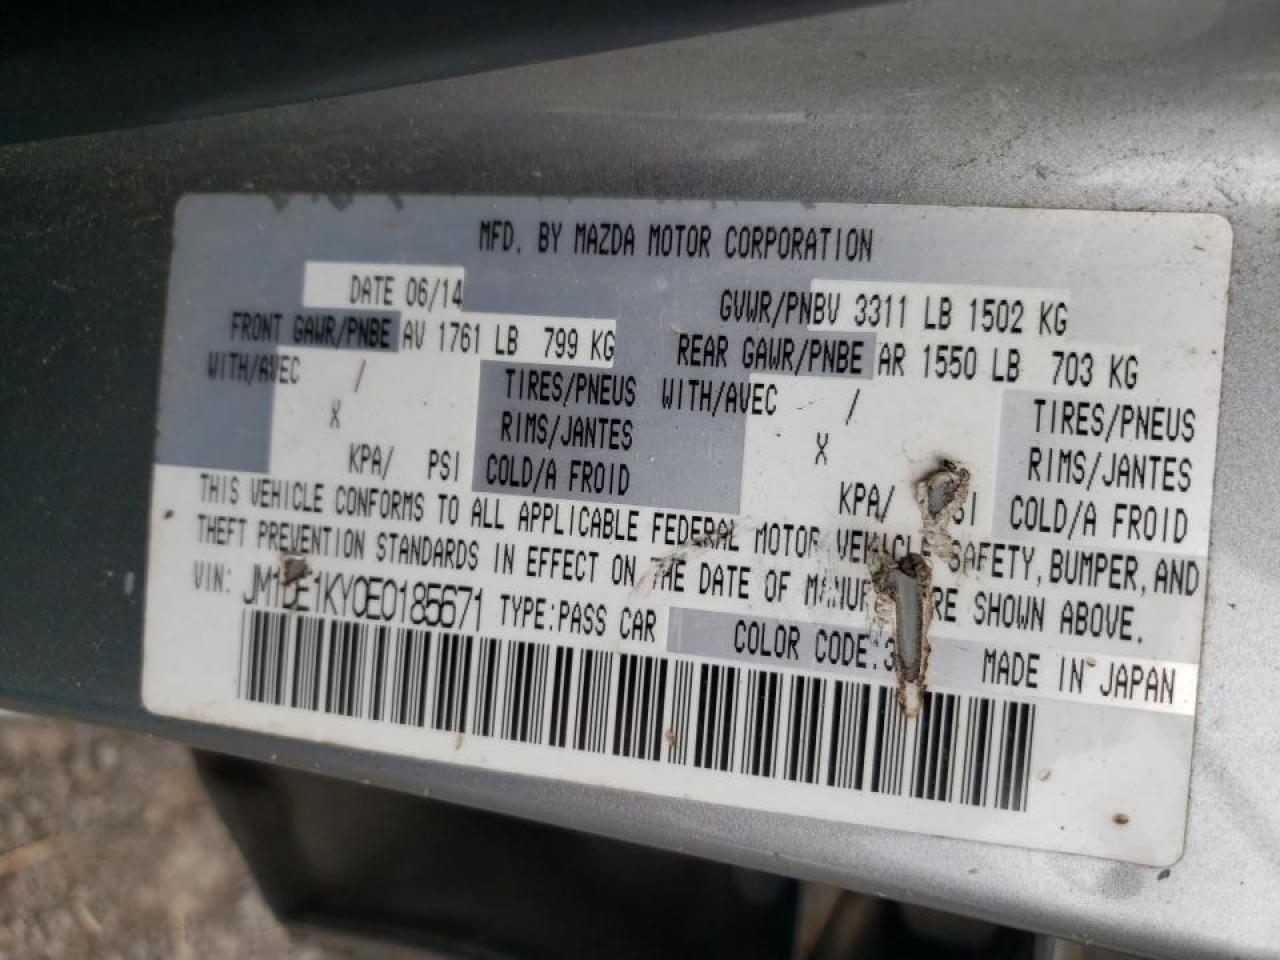 MFD. BY MAZDA MOTOR CORPORATION
DATE 06/14 GVWR/PNBV 3311 LB 1502 KG
FRONT GAWR/PNBE AV 1761 LB 799 KG REAR GAWR/PNBE AR 1550 LB 703 KG
WITH/AVEC / TIRES/PNEUS WITH/AVEC / TIRES/PNEUS
X RIMS/JANTES X RIMS/JANTES
KPA/ PSI COLD/A FROID KPA/ PSI COLD/A FROID
THIS VEHICLE CONFORMS TO ALL APPLICABLE FEDERAL MOTOR VEHICLE SAFETY, BUMPER, AND
THEFT PREVENTION STANDARDS IN EFFECT ON THE DATE OF MANUFACTURE SHOWN ABOVE.
VIN: JM1DE1KY0E0185671 TYPE:PASS CAR COLOR CODE: MADE IN JAPAN